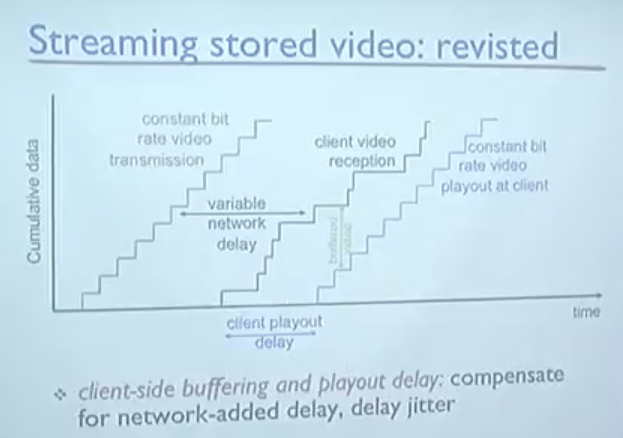 Streaming stored video: revisted
constant bit
rate video
transmission
client video
reception
constant bit
rate video
playout at client
variable
network
delay
buffered
video
Cumulative data
time
client playout
delay
client-side buffering and playout delay: compensate
for network-added delay, delay jitter